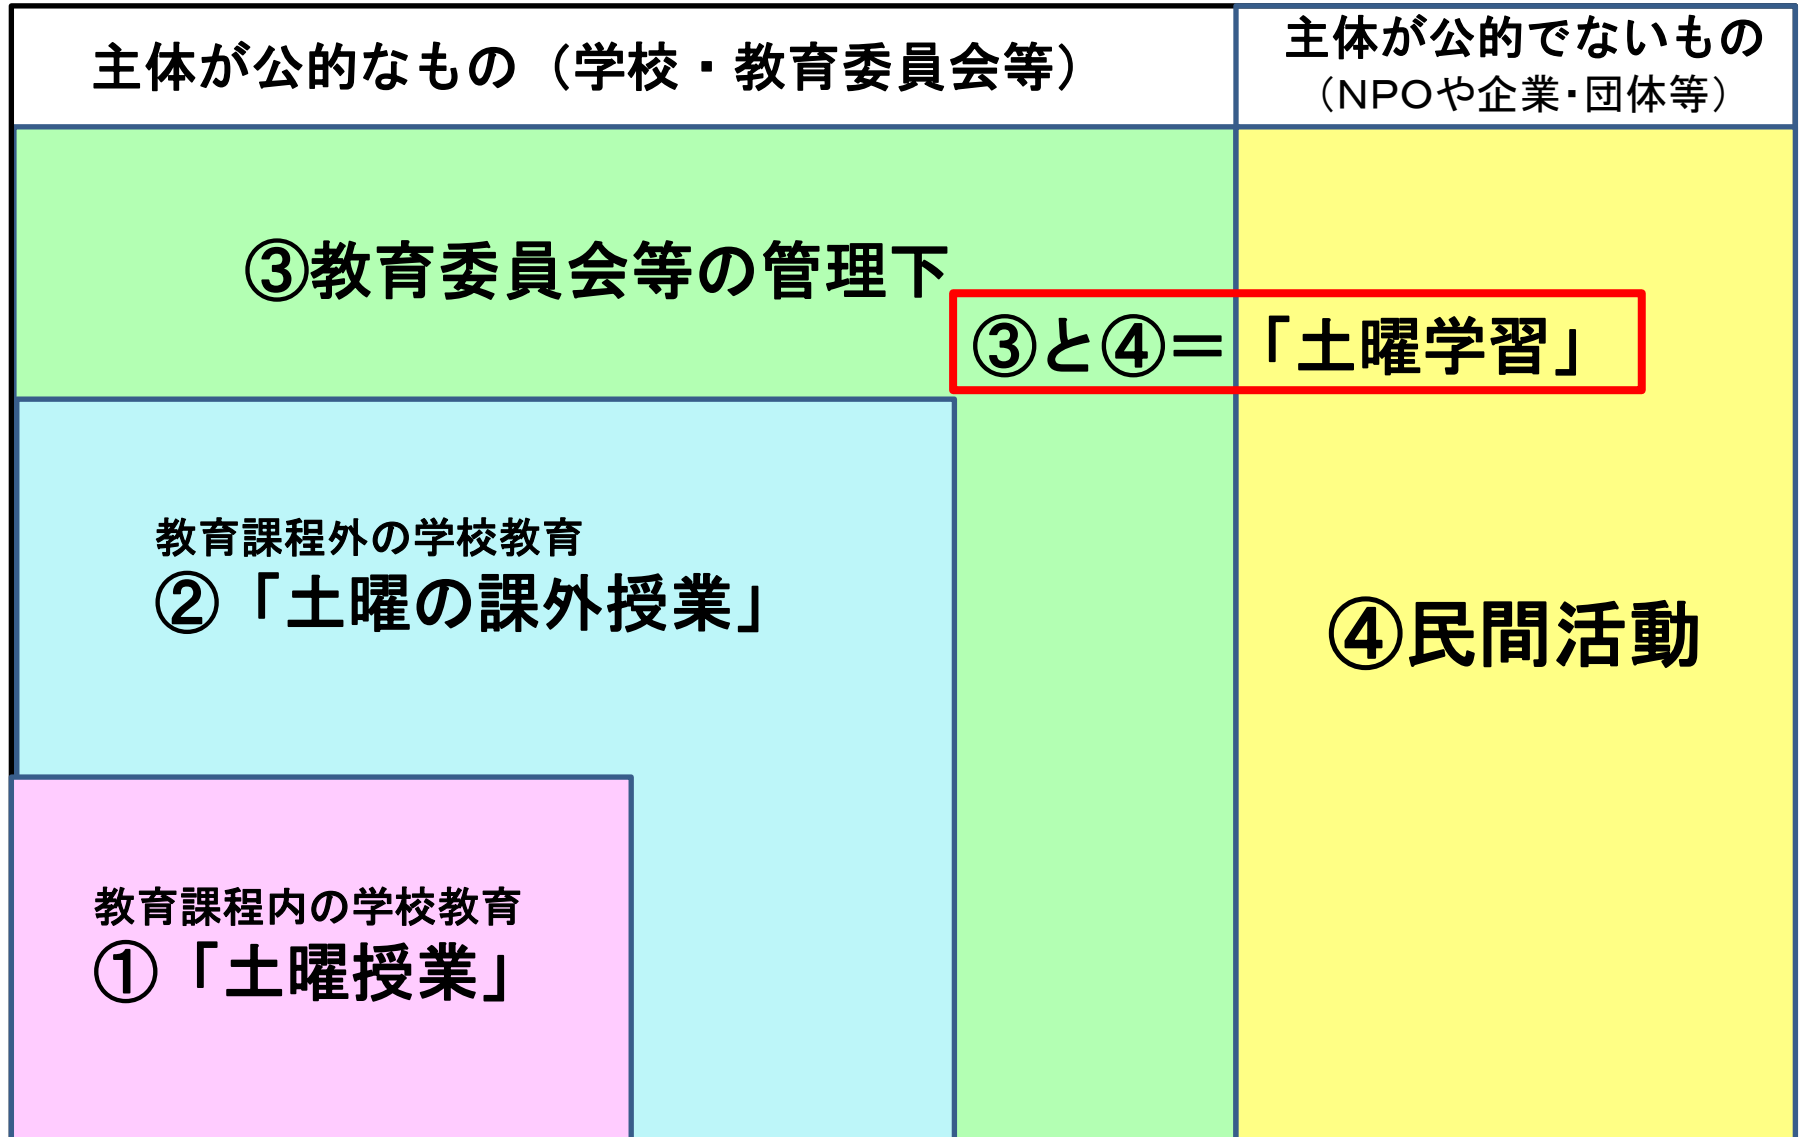 主体が公的なもの（学校・教育委員会等）
主体が公的でないもの
（NPOや企業・団体等）
③教育委員会等の管理下
③と④＝「土曜学習」
教育課程外の学校教育
②「土曜の課外授業」
④民間活動
教育課程内の学校教育
①「土曜授業」